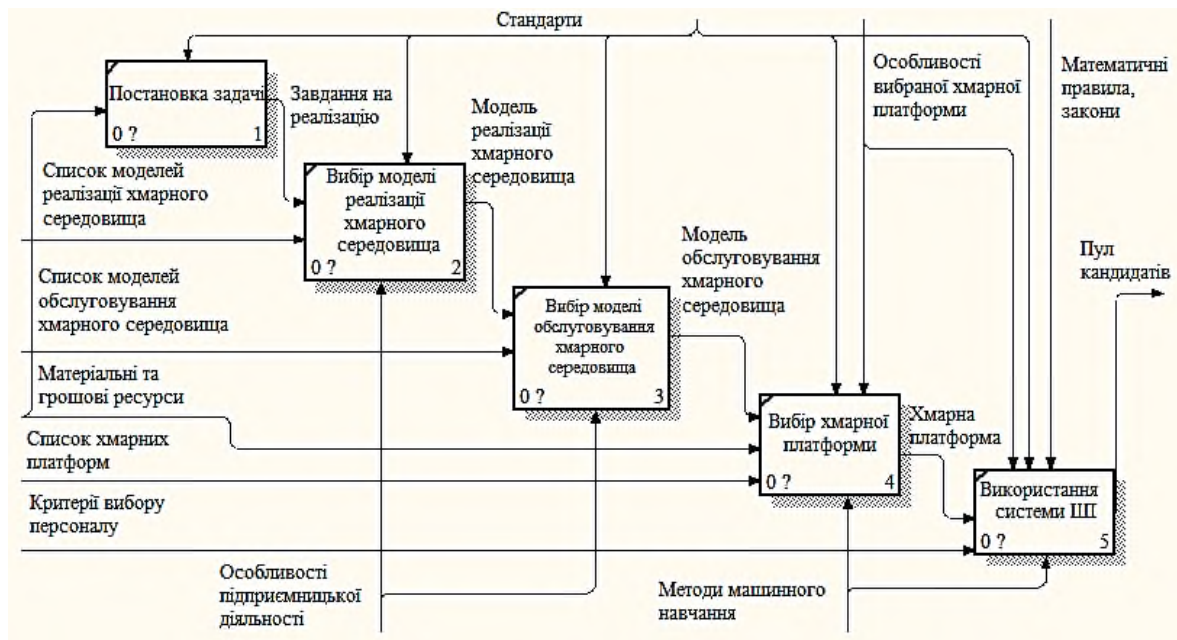 Стандарти
Постановка задачі
0 ?
1
Завдання на
реалізацію
Модель
реалізації
хмарного
середовища
Особливості
вибраної хмарної
платформи
Математичні
правила,
закони
Список моделей
реалізації хмарного
середовища
Вибір моделі
реалізації
хмарного
середовища
0 ?
2
Модель
обслуговування
хмарного
середовища
Пул
кандидатів
Список моделей
обслуговування
хмарного середовища
Вибір моделі
обслуговування
хмарного
середовища
0 ?
3
Матеріальні та
грошові ресурси
Вибір хмарної
платформи
0 ?
4
Хмарна
платформа
Список хмарних
платформ
Критерії вибору
персоналу
Використання
системи ШІ
0 ?
5
Особливості
підприємницької
діяльності
Методи машинного
навчання